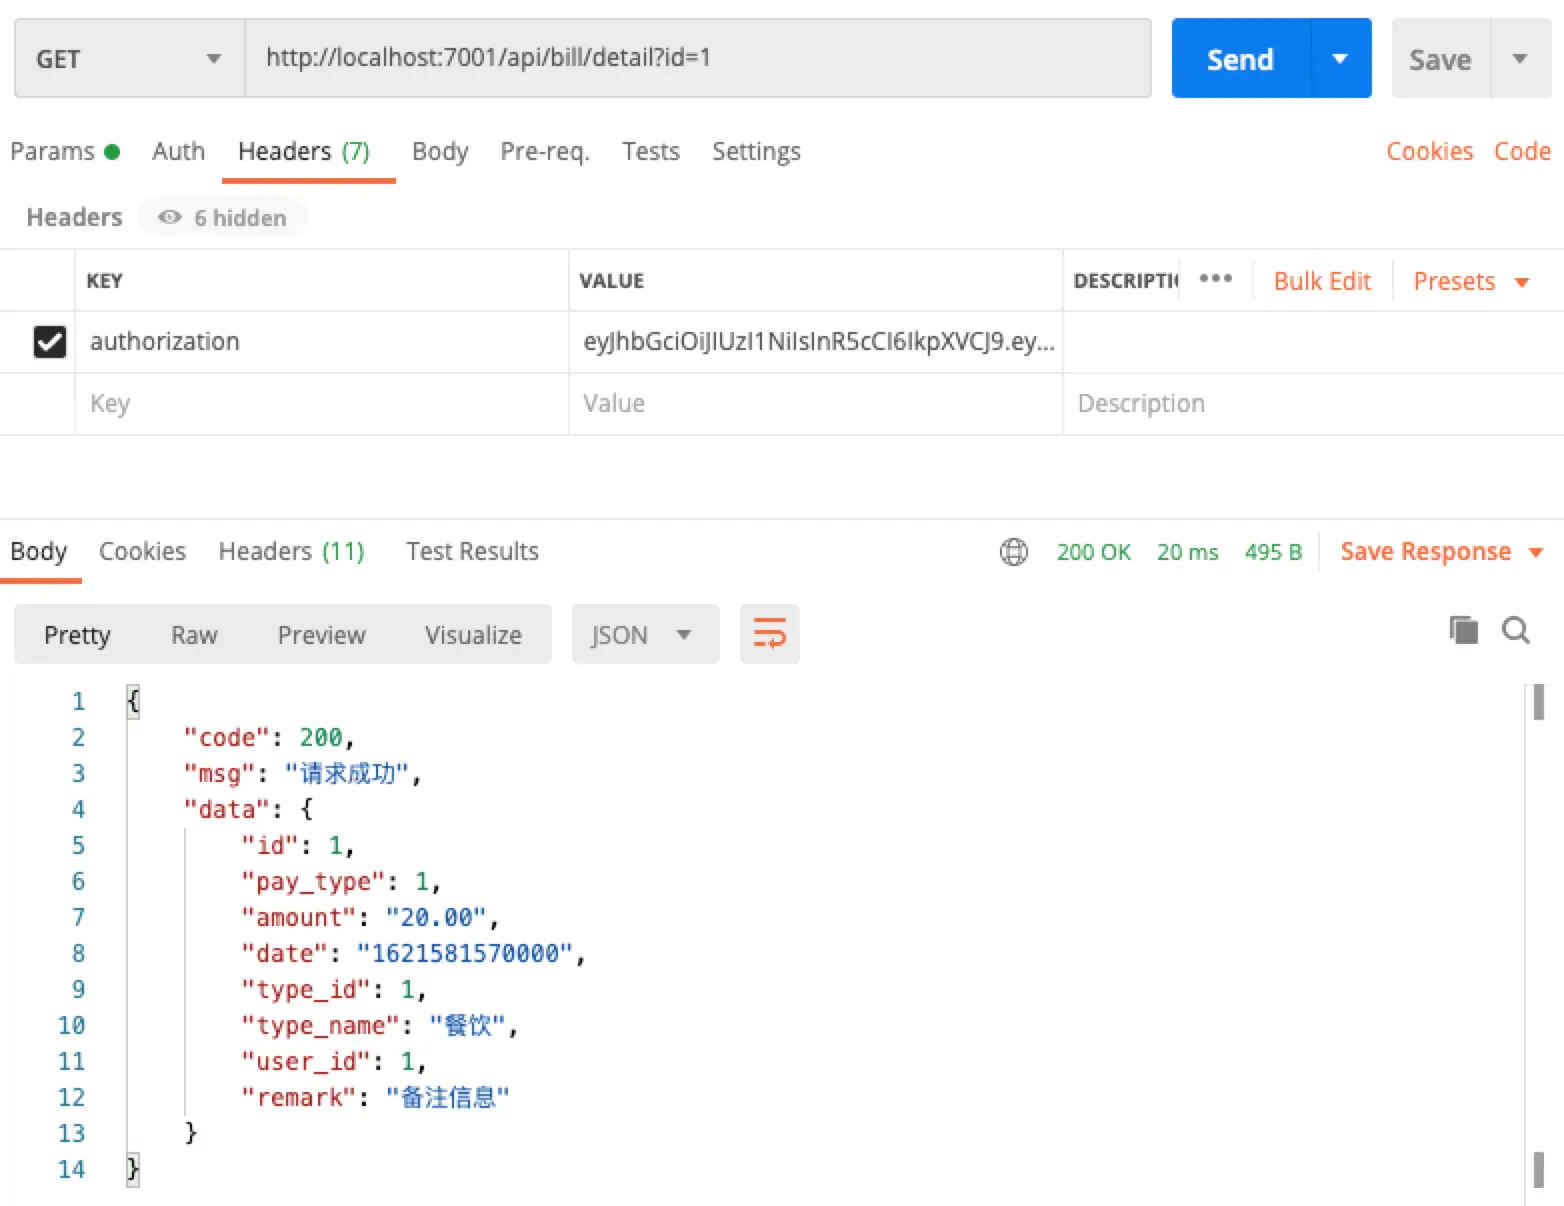 GET http://localhost:7001/api/bill/detail?id=1 Send Save
Params Auth Headers (7) Body Pre-req. Tests Settings Cookies Code
Headers 6 hidden
KEY VALUE DESCRIPTI ••• Bulk Edit Presets
authorization eyJhbGciOiJIUzI1NiIsInR5cCI6IkpXVCJ9.ey...
Key Value Description
Body Cookies Headers (11) Test Results 200 OK 20 ms 495 B Save Response
Pretty Raw Preview Visualize JSON
1 {
2 "code": 200,
3 "msg": "请求成功",
4 "data": {
5 "id": 1,
6 "pay_type": 1,
7 "amount": "20.00",
8 "date": "1621581570000",
9 "type_id": 1,
10 "type_name": "餐饮",
11 "user_id": 1,
12 "remark": "备注信息"
13 }
14 }